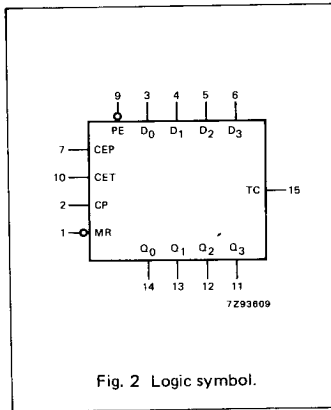 9 3 4 5 6
PE D0 D1 D2 D3
7 CEP
10 CET
TC 15
2 CP
1 MR
Q0 Q1 Q2 Q3
14 13 12 11
7Z93609
Fig. 2 Logic symbol.